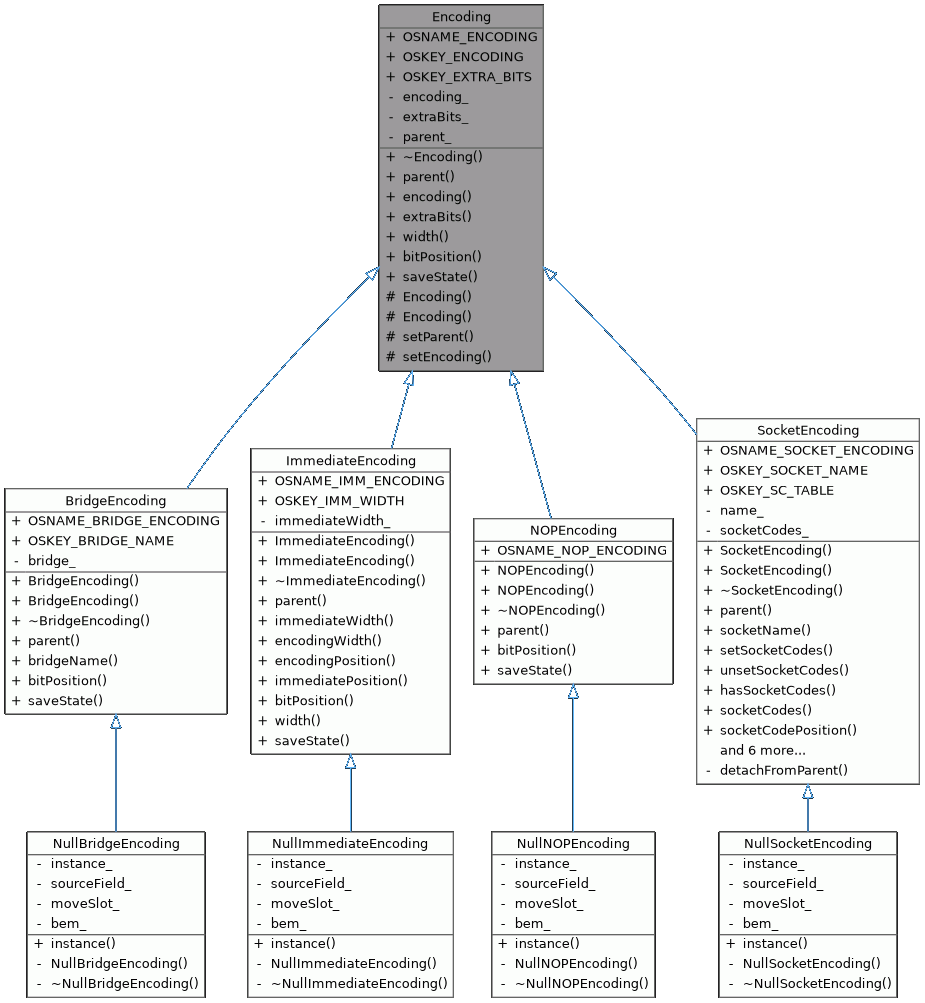 Encoding
+ OSNAME_ENCODING
+ OSKEY_ENCODING
+ OSKEY_EXTRA_BITS
- encoding_
- extraBits_
- parent_
+ ~Encoding()
+ parent()
+ encoding()
+ extraBits()
+ width()
+ bitPosition()
+ saveState()
# Encoding()
# Encoding()
# setParent()
# setEncoding()
BridgeEncoding
+ OSNAME_BRIDGE_ENCODING
+ OSKEY_BRIDGE_NAME
- bridge_
+ BridgeEncoding()
+ BridgeEncoding()
+ ~BridgeEncoding()
+ parent()
+ bridgeName()
+ bitPosition()
+ saveState()
ImmediateEncoding
+ OSNAME_IMM_ENCODING
+ OSKEY_IMM_WIDTH
- immediateWidth_
+ ImmediateEncoding()
+ ImmediateEncoding()
+ ~ImmediateEncoding()
+ parent()
+ immediateWidth()
+ encodingWidth()
+ encodingPosition()
+ immediatePosition()
+ bitPosition()
+ width()
+ saveState()
NOPEncoding
+ OSNAME_NOP_ENCODING
+ NOPEncoding()
+ NOPEncoding()
+ ~NOPEncoding()
+ parent()
+ bitPosition()
+ saveState()
SocketEncoding
+ OSNAME_SOCKET_ENCODING
+ OSKEY_SOCKET_NAME
+ OSKEY_SC_TABLE
- name_
- socketCodes_
+ SocketEncoding()
+ SocketEncoding()
+ ~SocketEncoding()
+ parent()
+ socketName()
+ setSocketCodes()
+ unsetSocketCodes()
+ hasSocketCodes()
+ socketCodes()
+ socketCodePosition()
and 6 more...
- detachFromParent()
NullBridgeEncoding
- instance_
- sourceField_
- moveSlot_
- bem_
+ instance()
- NullBridgeEncoding()
- ~NullBridgeEncoding()
NullImmediateEncoding
- instance_
- sourceField_
- moveSlot_
- bem_
+ instance()
- NullImmediateEncoding()
- ~NullImmediateEncoding()
NullNOPEncoding
- instance_
- sourceField_
- moveSlot_
- bem_
+ instance()
- NullNOPEncoding()
- ~NullNOPEncoding()
NullSocketEncoding
- instance_
- sourceField_
- moveSlot_
- bem_
+ instance()
- NullSocketEncoding()
- ~NullSocketEncoding()